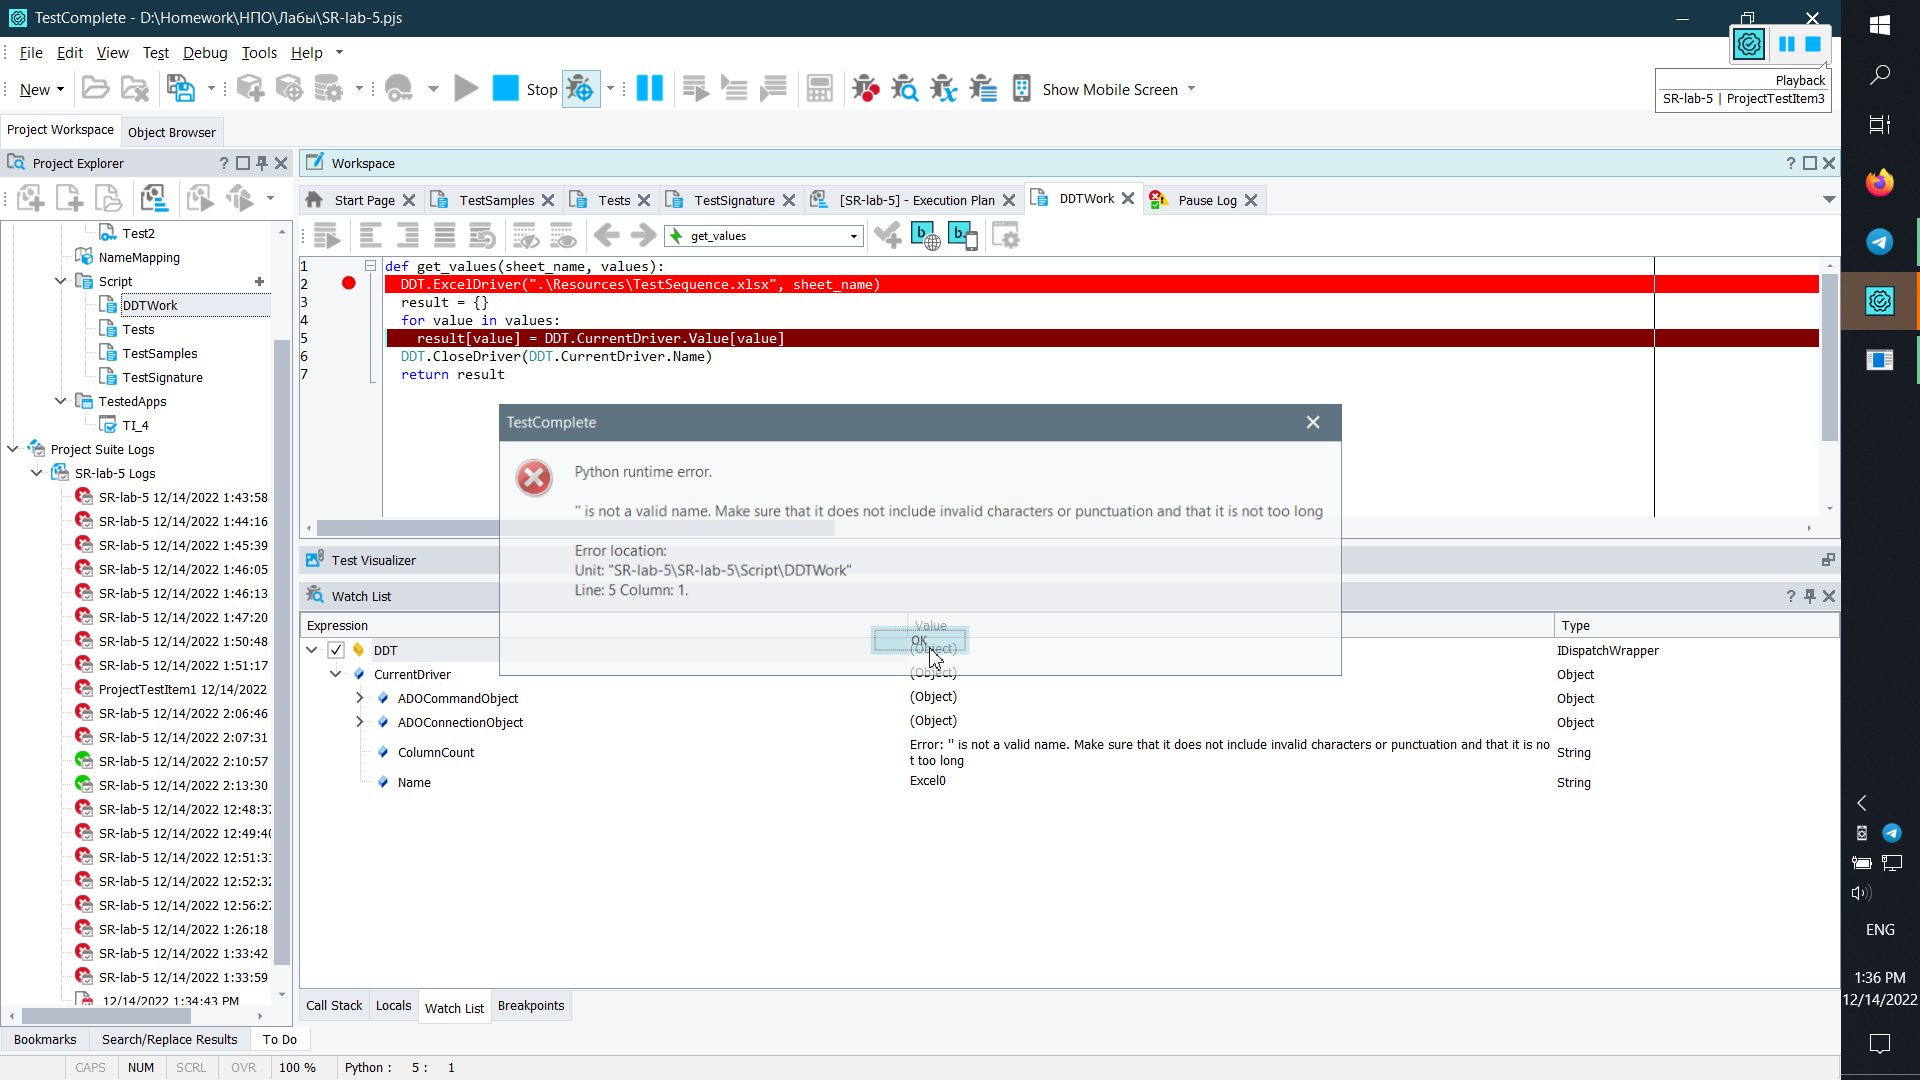 TestComplete - D:\Homework\НПО\Лабы\SR-lab-5.pjs
File Edit View Test Debug Tools Help
New Stop Show Mobile Screen
Playback
SR-lab-5 | ProjectTestItem3
Project Workspace Object Browser
Project Explorer
Workspace
Start Page TestSamples Tests TestSignature [SR-lab-5] - Execution Plan DDTWork Pause Log
get_values
Test2
NameMapping
Script
DDTWork
Tests
TestSamples
TestSignature
TestedApps
TI_4
Project Suite Logs
SR-lab-5 Logs
SR-lab-5 12/14/2022 1:43:58
SR-lab-5 12/14/2022 1:44:16
SR-lab-5 12/14/2022 1:45:39
SR-lab-5 12/14/2022 1:46:05
SR-lab-5 12/14/2022 1:46:13
SR-lab-5 12/14/2022 1:47:20
SR-lab-5 12/14/2022 1:50:48
SR-lab-5 12/14/2022 1:51:17
ProjectTestItem1 12/14/2022
SR-lab-5 12/14/2022 2:06:46
SR-lab-5 12/14/2022 2:07:31
SR-lab-5 12/14/2022 2:10:57
SR-lab-5 12/14/2022 2:13:30
SR-lab-5 12/14/2022 12:48:37
SR-lab-5 12/14/2022 12:49:40
SR-lab-5 12/14/2022 12:51:31
SR-lab-5 12/14/2022 12:52:32
SR-lab-5 12/14/2022 12:56:27
SR-lab-5 12/14/2022 1:26:18
SR-lab-5 12/14/2022 1:33:42
SR-lab-5 12/14/2022 1:33:59
12/14/2022 1:34:43 PM
1 def get_values(sheet_name, values):
2 DDT.ExcelDriver(".\Resources\TestSequence.xlsx", sheet_name)
3 result = {}
4 for value in values:
5 result[value] = DDT.CurrentDriver.Value[value]
6 DDT.CloseDriver(DDT.CurrentDriver.Name)
7 return result
TestComplete
Python runtime error.
'' is not a valid name. Make sure that it does not include invalid characters or punctuation and that it is not too long
Error location:
Unit: "SR-lab-5\SR-lab-5\Script\DDTWork"
Line: 5 Column: 1.
OK
Test Visualizer
Watch List
Expression Value Type
DDT (Object) IDispatchWrapper
CurrentDriver (Object) Object
ADOCommandObject (Object) Object
ADOConnectionObject (Object) Object
ColumnCount Error: '' is not a valid name. Make sure that it does not include invalid characters or punctuation and that it is no
t too long String
Name Excel0 String
Call Stack Locals Watch List Breakpoints
Bookmarks Search/Replace Results To Do
CAPS NUM SCRL OVR 100 % Python : 5 : 1
ENG
1:36 PM
12/14/2022